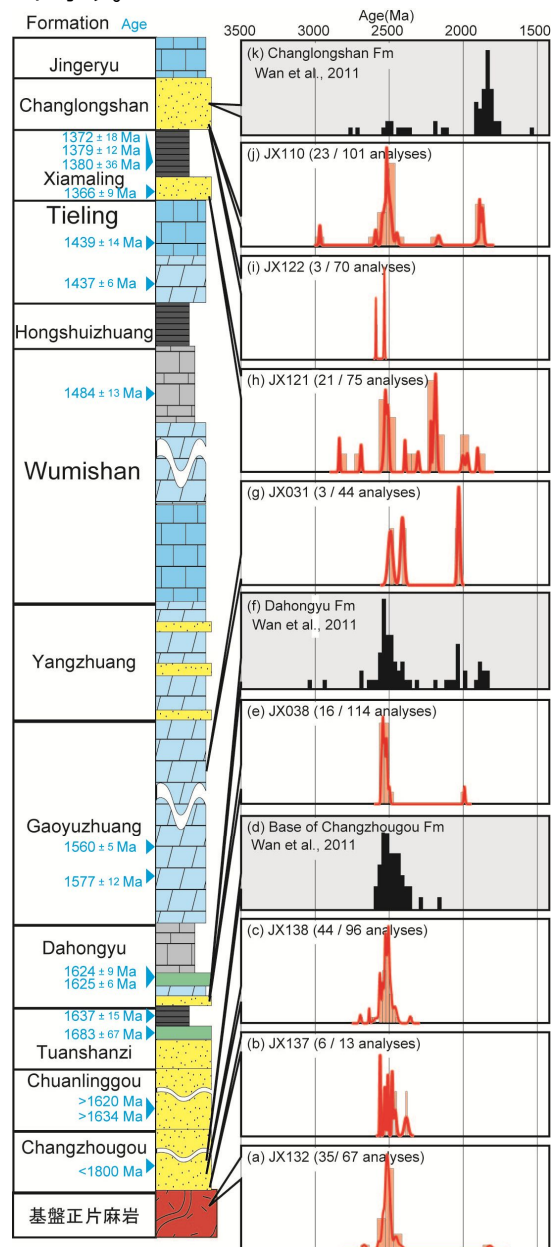 Formation Age
Jingeryu
Changlongshan
1372 ± 18 Ma
1379 ± 12 Ma
1380 ± 36 Ma
Xiamaling
1366 ± 9 Ma
Tieling
1439 ± 14 Ma
1437 ± 6 Ma
Hongshuizhuang
1484 ± 13 Ma
Wumishan
Yangzhuang
Gaoyuzhuang
1560 ± 5 Ma
1577 ± 12 Ma
Dahongyu
1624 ± 9 Ma
1625 ± 6 Ma
1637 ± 15 Ma
1683 ± 67 Ma
Tuanshanzi
Chuanlinggou
>1620 Ma
>1634 Ma
Changzhougou
<1800 Ma
基盤正片麻岩
Age(Ma)
3500 3000 2500 2000 1500
(k) Changlongshan Fm
Wan et al., 2011
(j) JX110 (23 / 101 analyses)
(i) JX122 (3 / 70 analyses)
(h) JX121 (21 / 75 analyses)
(g) JX031 (3 / 44 analyses)
(f) Dahongyu Fm
Wan et al., 2011
(e) JX038 (16 / 114 analyses)
(d) Base of Changzhougou Fm
Wan et al., 2011
(c) JX138 (44 / 96 analyses)
(b) JX137 (6 / 13 analyses)
(a) JX132 (35/ 67 analyses)